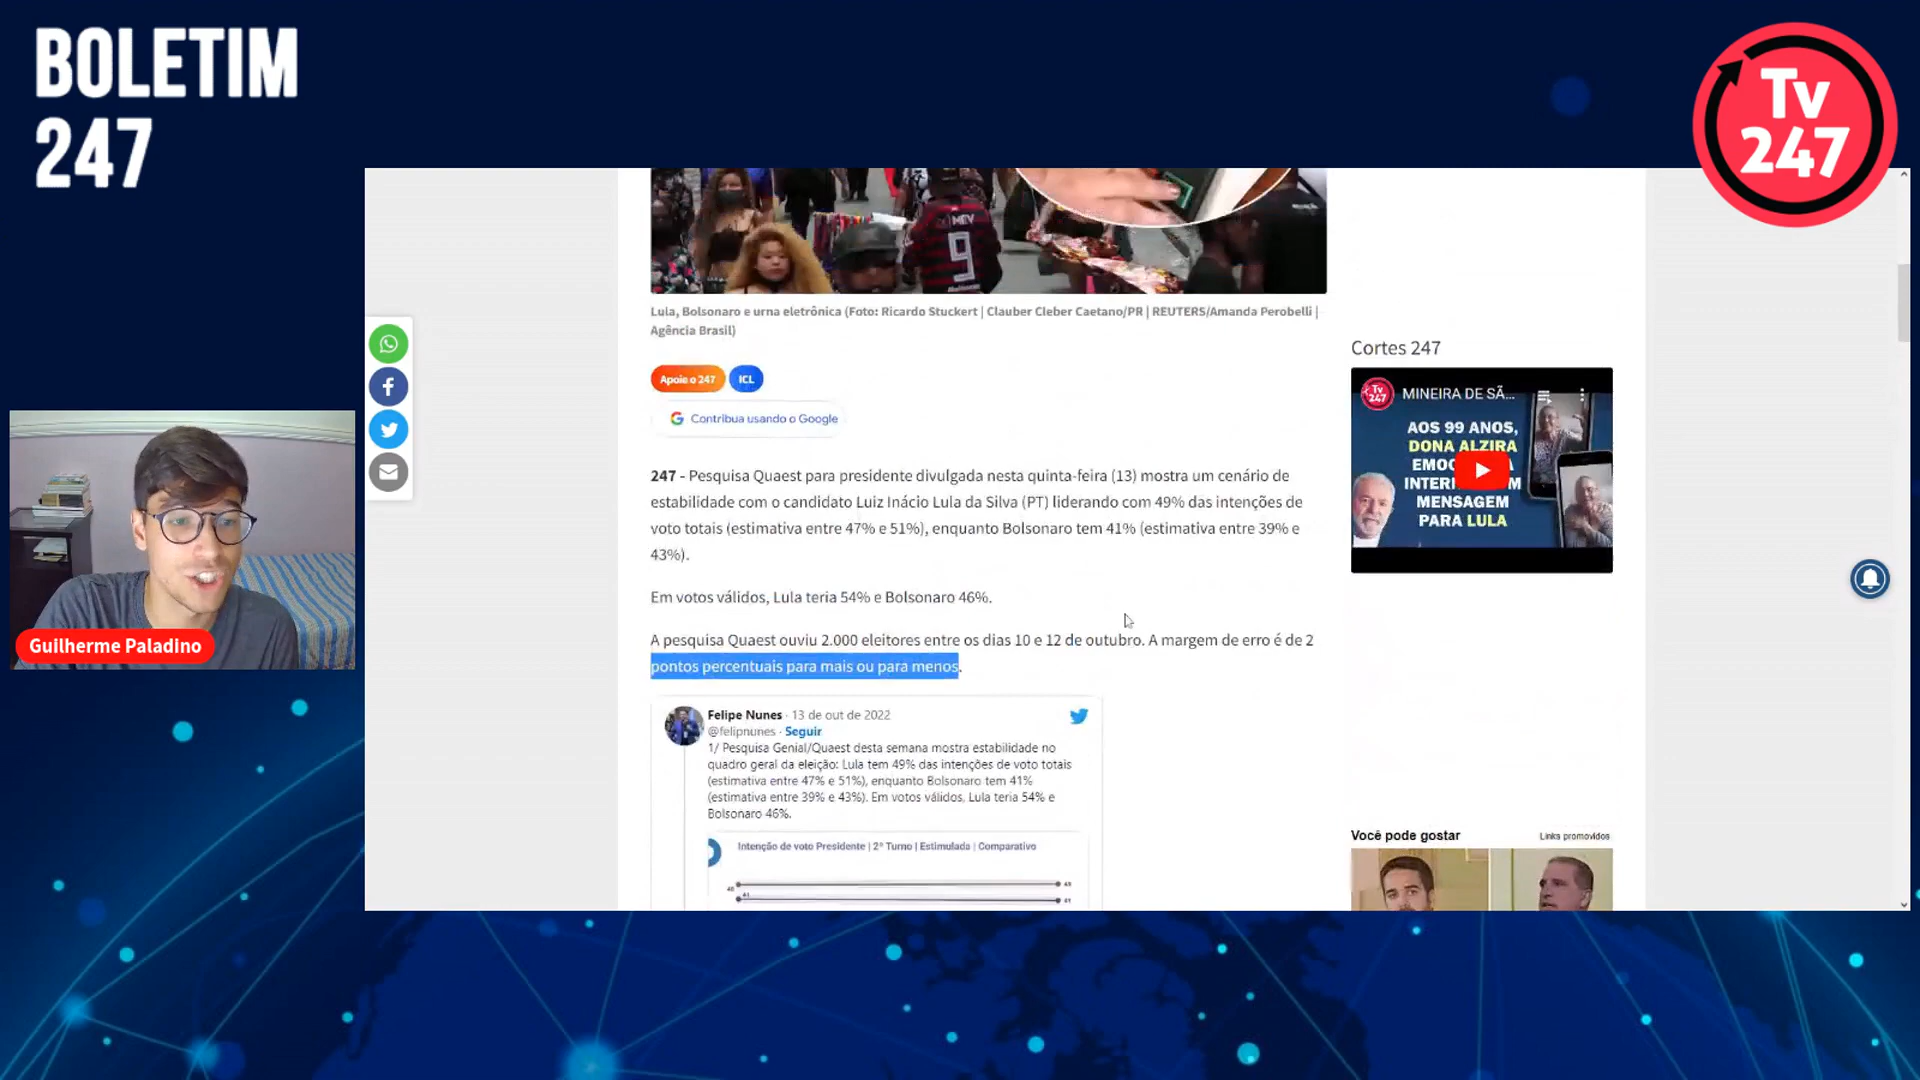 BOLETIM
247
Tv
247
MEV
9
Lula, Bolsonaro e urna eletrônica (Foto: Ricardo Stuckert | Clauber Cleber Caetano/PR | REUTERS/Amanda Perobelli |
Agência Brasil)
Apoie o 247
ICL
Contribua usando o Google
247 - Pesquisa Quaest para presidente divulgada nesta quinta-feira (13) mostra um cenário de
estabilidade com o candidato Luiz Inácio Lula da Silva (PT) liderando com 49% das intenções de
voto totais (estimativa entre 47% e 51%), enquanto Bolsonaro tem 41% (estimativa entre 39% e
43%).
Em votos válidos, Lula teria 54% e Bolsonaro 46%.
A pesquisa Quaest ouviu 2.000 eleitores entre os dias 10 e 12 de outubro. A margem de erro é de 2
pontos percentuais para mais ou para menos.
Felipe Nunes · 13 de out de 2022
@felipnunes · Seguir
1/ Pesquisa Genial/Quaest desta semana mostra estabilidade no
quadro geral da eleição: Lula tem 49% das intenções de voto totais
(estimativa entre 47% e 51%), enquanto Bolsonaro tem 41%
(estimativa entre 39% e 43%). Em votos válidos, Lula teria 54% e
Bolsonaro 46%.
Intenção de voto Presidente | 2º Turno | Estimulada | Comparativo
41
Cortes 247
Tv
247
MINEIRA DE SÃ...
AOS 99 ANOS,
DONA ALZIRA
MENSAGEM
PARA LULA
Você pode gostar
Links promovidos
Guilherme Paladino